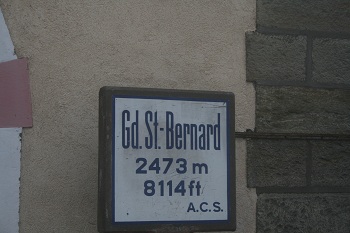 Gd. St.-Bernard
2473 m
8114 ft
A.C.S.